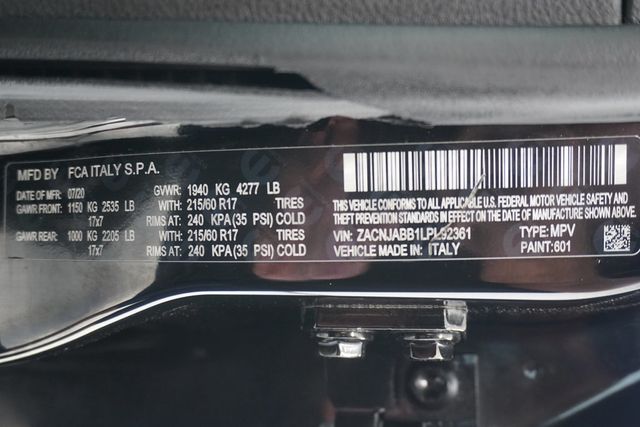 MFD BY FCA ITALY S.P.A.
DATE OF MFR: 07/20 GVWR: 1940 KG 4277 LB
GAWR FRONT: 1150 KG 2535 LB WITH: 215/60 R17 TIRES
17x7 RIMS AT: 240 KPA(35 PSI) COLD
GAWR REAR: 1000 KG 2205 LB WITH: 215/60 R17 TIRES
17x7 RIMS AT: 240 KPA(35 PSI) COLD
THIS VEHICLE CONFORMS TO ALL APPLICABLE U.S. FEDERAL MOTOR VEHICLE SAFETY AND
THEFT PREVENTION STANDARDS IN EFFECT ON THE DATE OF MANUFACTURE SHOWN ABOVE.
VIN: ZACNJABB1LPL92361 TYPE: MPV
VEHICLE MADE IN: ITALY PAINT: 601